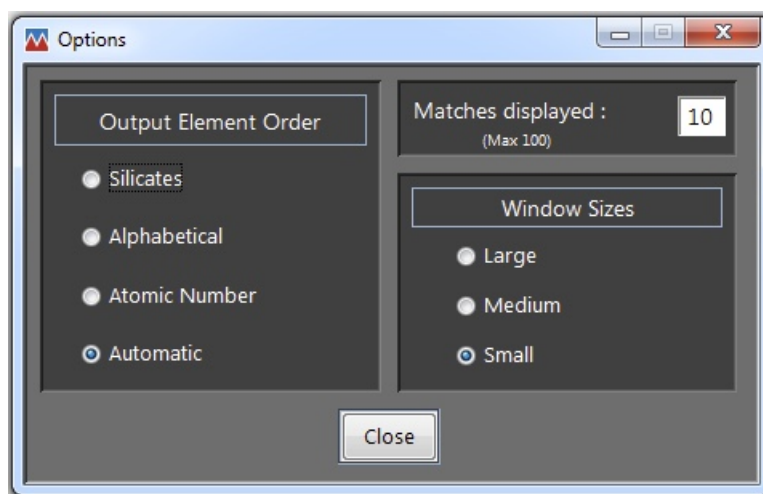 Options
Output Element Order
Silicates
Alphabetical
Atomic Number
Automatic
Matches displayed : 10
(Max 100)
Window Sizes
Large
Medium
Small
Close